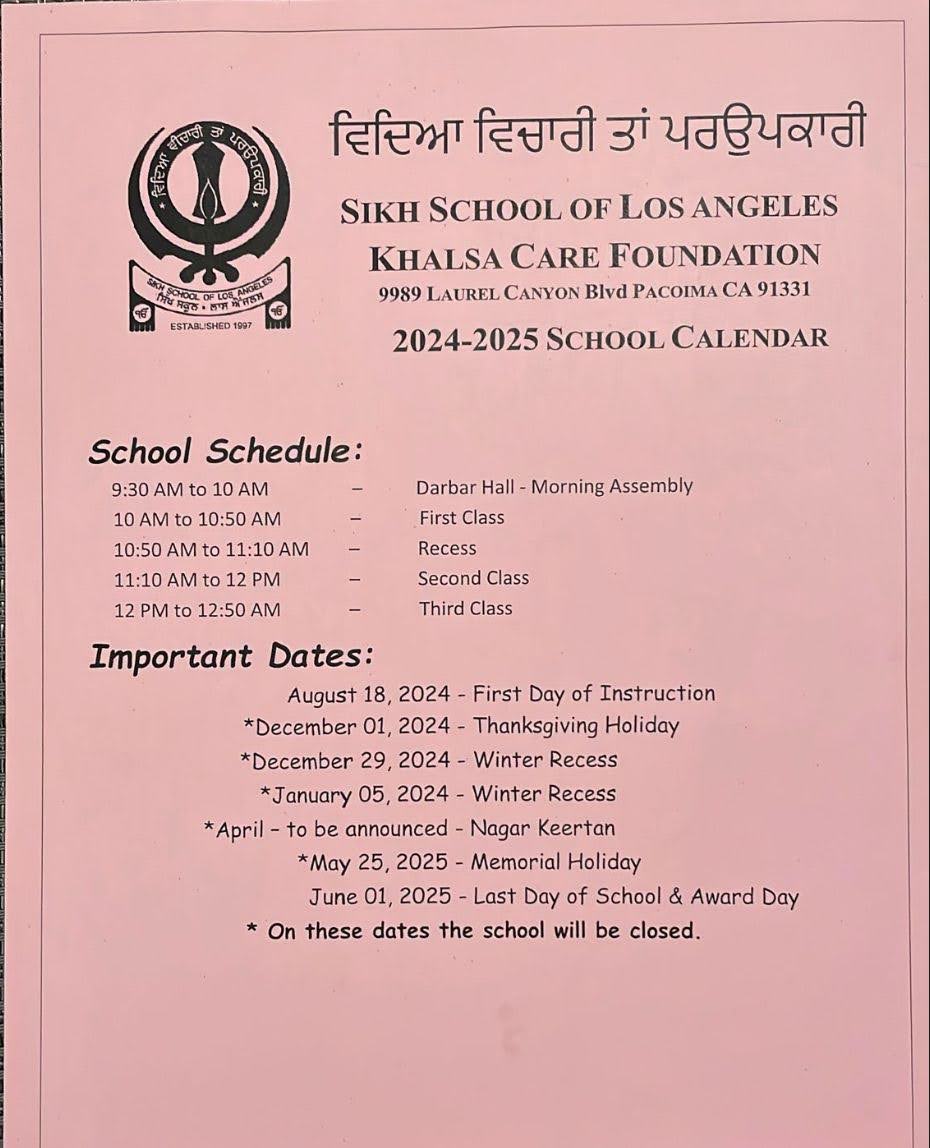 ਵਿਦਿਆ ਵਿਚਾਰੀ ਤਾਂ ਪਰਉਪਕਾਰੀ
ਵਿਦਿਆ ਵੀਚਾਰੀ ਤਾਂ ਪਰਉਪਕਾਰੀ
SIKH SCHOOL OF LOS ANGELES
ਸਿੱਖ ਸਕੂਲ • ਲਾਸ ਐਂਜਲਸ
ੴ ੴ
ESTABLISHED 1997
SIKH SCHOOL OF LOS ANGELES
KHALSA CARE FOUNDATION
9989 LAUREL CANYON Blvd PACOIMA CA 91331
2024-2025 SCHOOL CALENDAR
School Schedule:
9:30 AM to 10 AM – Darbar Hall - Morning Assembly
10 AM to 10:50 AM – First Class
10:50 AM to 11:10 AM – Recess
11:10 AM to 12 PM – Second Class
12 PM to 12:50 AM – Third Class
Important Dates:
August 18, 2024 - First Day of Instruction
*December 01, 2024 - Thanksgiving Holiday
*December 29, 2024 - Winter Recess
*January 05, 2024 - Winter Recess
*April – to be announced - Nagar Keertan
*May 25, 2025 - Memorial Holiday
June 01, 2025 - Last Day of School & Award Day
* On these dates the school will be closed.